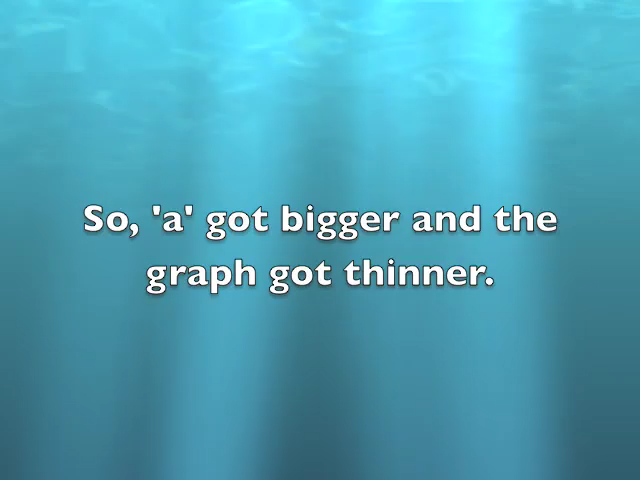 So, 'a' got bigger and the
graph got thinner.